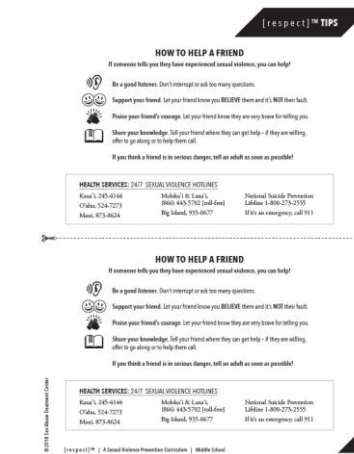 [respect]™ TIPS
HOW TO HELP A FRIEND
If someone tells you they have experienced sexual violence, you can help!
Be a good listener. Don't interrupt or ask too many questions.
Support your friend. Let your friend know you BELIEVE them and it's NOT their fault.
Praise your friend's courage. Let your friend know they are very brave for telling you.
Share your knowledge. Tell your friend where they can get help – if they are willing,
offer to go along or to help them call.
If you think a friend is in serious danger, tell an adult as soon as possible!
HEALTH SERVICES: 24/7 SEXUAL VIOLENCE HOTLINES
Kaua'i, 245-4144
O'ahu, 524-7273
Maui, 873-8624
Moloka'i & Lana'i,
(866) 443-5702 [toll-free]
Big Island, 935-0677
National Suicide Prevention
Lifeline 1-800-273-2555
If it's an emergency, call 911
HOW TO HELP A FRIEND
If someone tells you they have experienced sexual violence, you can help!
Be a good listener. Don't interrupt or ask too many questions.
Support your friend. Let your friend know you BELIEVE them and it's NOT their fault.
Praise your friend's courage. Let your friend know they are very brave for telling you.
Share your knowledge. Tell your friend where they can get help – if they are willing,
offer to go along or to help them call.
If you think a friend is in serious danger, tell an adult as soon as possible!
HEALTH SERVICES: 24/7 SEXUAL VIOLENCE HOTLINES
Kaua'i, 245-4144
O'ahu, 524-7273
Maui, 873-8624
Moloka'i & Lana'i,
(866) 443-5702 [toll-free]
Big Island, 935-0677
National Suicide Prevention
Lifeline 1-800-273-2555
If it's an emergency, call 911
©2018 Sex Abuse Treatment Center
[respect]™ | A Sexual Violence Prevention Curriculum | Middle School